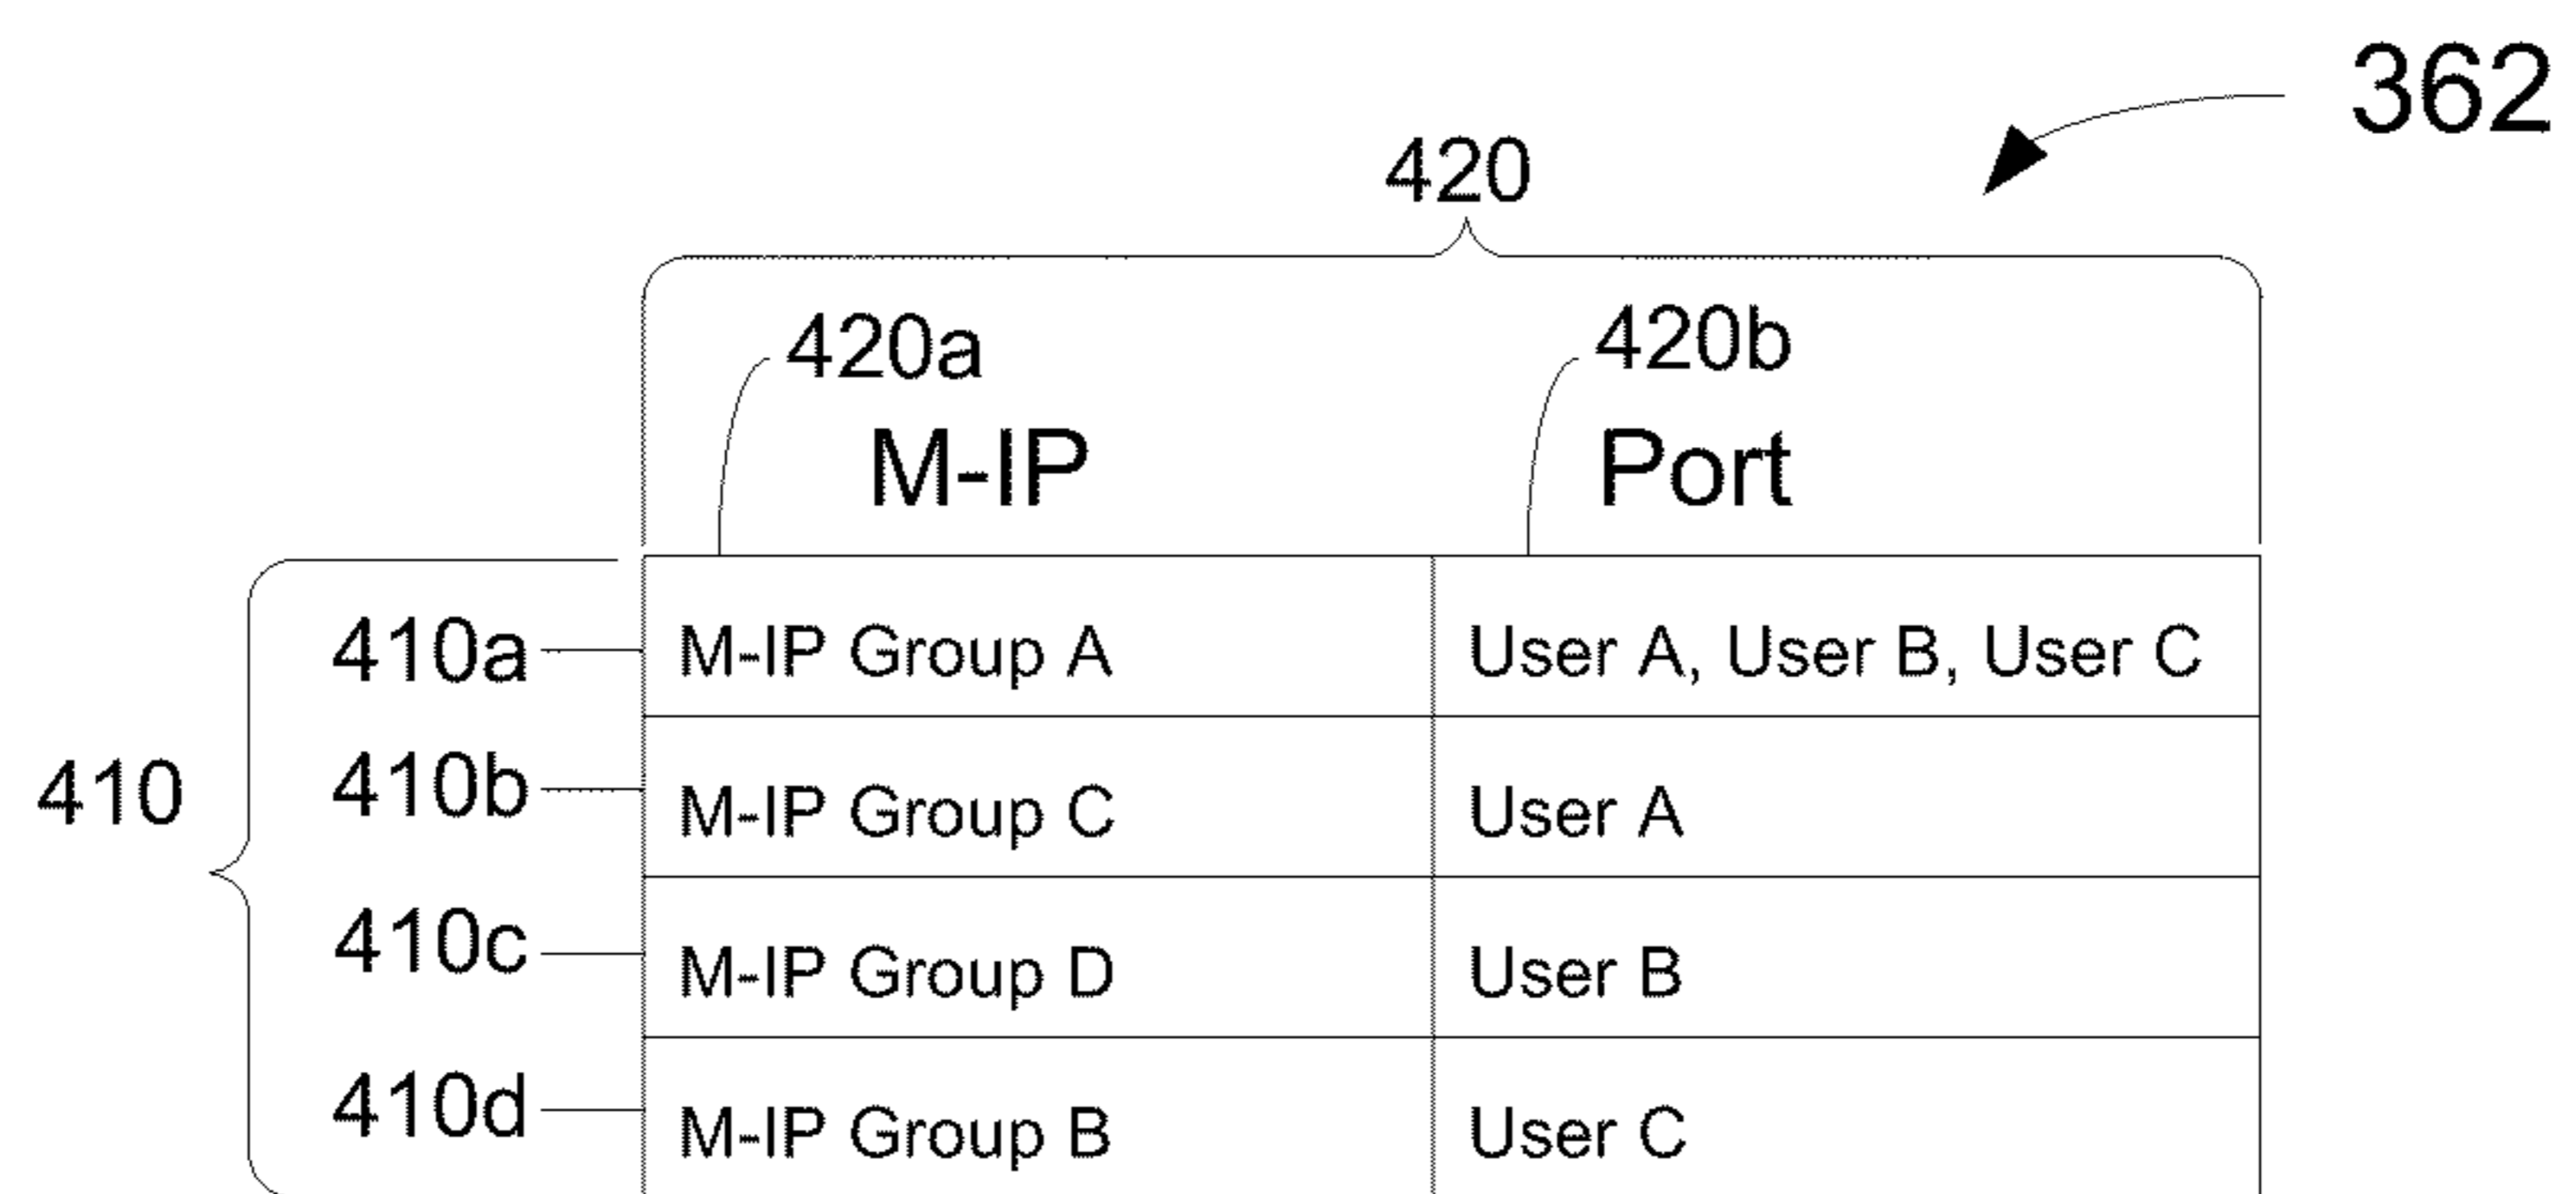 362
420
420a 420b
M-IP Port
410a M-IP Group A User A, User B, User C
410 410b M-IP Group C User A
410c M-IP Group D User B
410d M-IP Group B User C